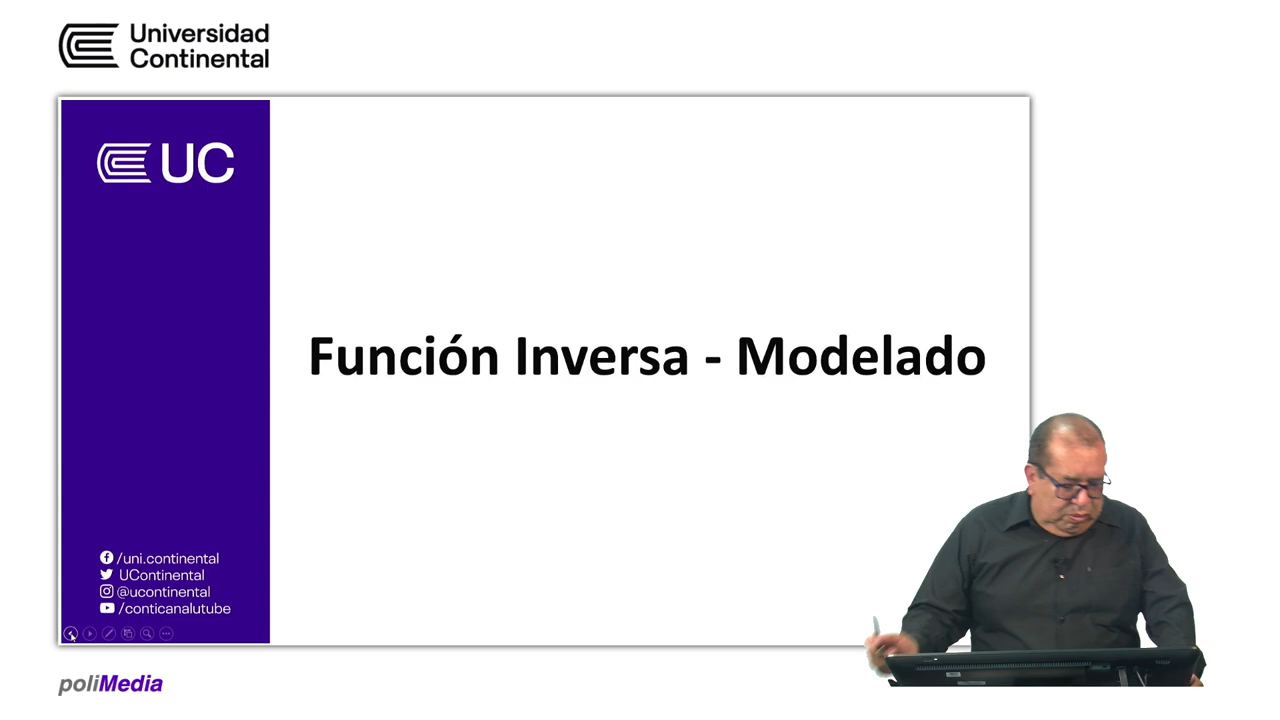 Universidad
Continental
UC
Función Inversa - Modelado
/uni.continental
UContinental
@ucontinental
/conticanalutube
poliMedia